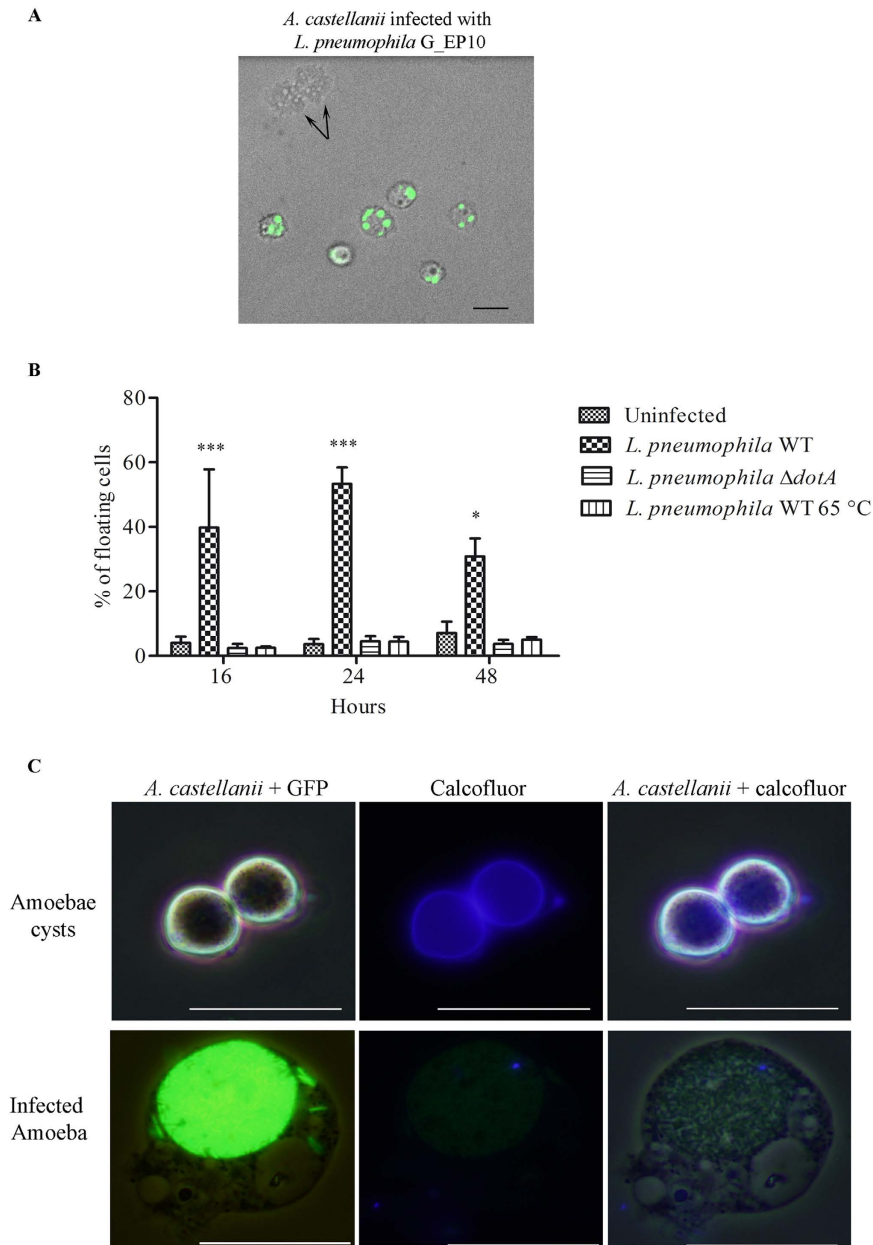 A
A. castellanii infected with
L. pneumophila G_EP10
B
80
60
40
20
0
% of floating cells
***
***
*
16
24
48
Hours
Uninfected
L. pneumophila WT
L. pneumophila ΔdotA
L. pneumophila WT 65 °C
C
A. castellanii + GFP
Calcofluor
A. castellanii + calcofluor
Amoebae
cysts
Infected
Amoeba